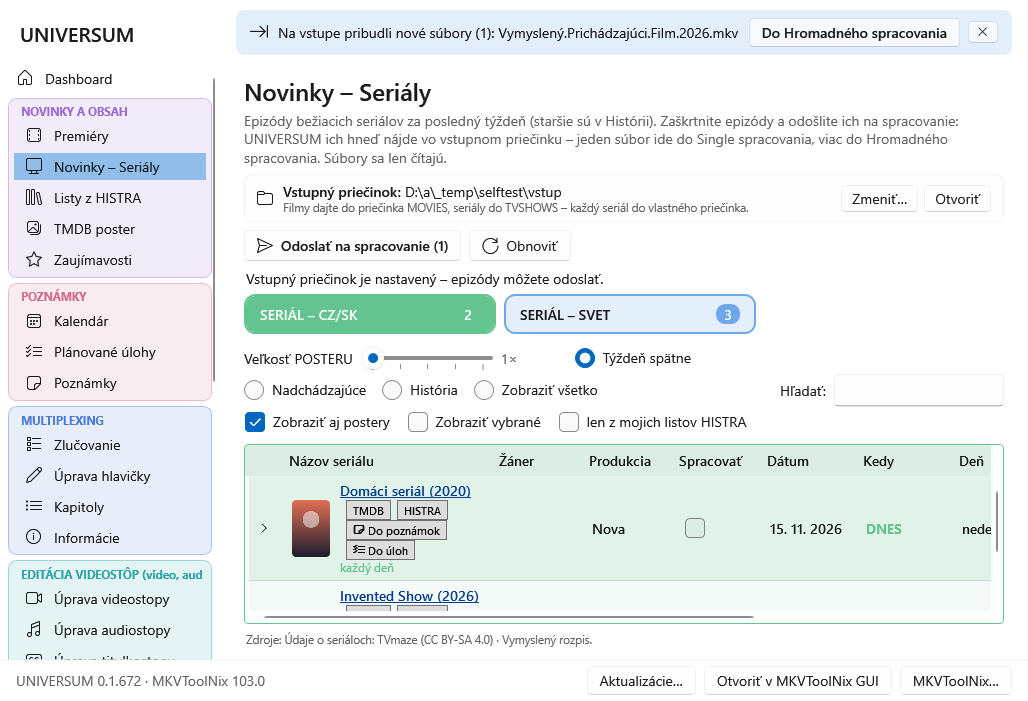 UNIVERSUM
Dashboard
NOVINKY A OBSAH
Premiéry
Novinky – Seriály
Listy z HISTRA
TMDB poster
Zaujímavosti
POZNÁMKY
Kalendár
Plánované úlohy
Poznámky
MULTIPLEXING
Zlučovanie
Úprava hlavičky
Kapitoly
Informácie
EDITÁCIA VIDEOSTÔP (video, aud
Úprava videostopy
Úprava audiostopy
Na vstupe pribudli nové súbory (1): Vymyslený.Prichádzajúci.Film.2026.mkv
Do Hromadného spracovania
Novinky – Seriály
Epizódy bežiacich seriálov za posledný týždeň (staršie sú v Histórii). Zaškrtnite epizódy a odošlite ich na spracovanie:
UNIVERSUM ich hneď nájde vo vstupnom priečinku – jeden súbor ide do Single spracovania, viac do Hromadného
spracovania. Súbory sa len čítajú.
Vstupný priečinok: D:\a\_temp\selftest\vstup
Filmy dajte do priečinka MOVIES, seriály do TVSHOWS – každý seriál do vlastného priečinka.
Zmeniť...
Otvoriť
Odoslať na spracovanie (1)
Obnoviť
Vstupný priečinok je nastavený – epizódy môžete odoslať.
SERIÁL – CZ/SK 2
SERIÁL – SVET 3
Veľkosť POSTERU 1×
Týždeň spätne
Nadchádzajúce
História
Zobraziť všetko
Hľadať:
Zobraziť aj postery
Zobraziť vybrané
len z mojich listov HISTRA
Názov seriálu Žáner Produkcia Spracovať Dátum Kedy Deň
Domáci seriál (2020)
TMDB HISTRA
Do poznámok
Do úloh
každý deň
Nova 15. 11. 2026 DNES nede
Invented Show (2026)
Zdroje: Údaje o seriáloch: TVmaze (CC BY-SA 4.0) · Vymyslený rozpis.
UNIVERSUM 0.1.672 · MKVToolNix 103.0
Aktualizácie...
Otvoriť v MKVToolNix GUI
MKVToolNix...